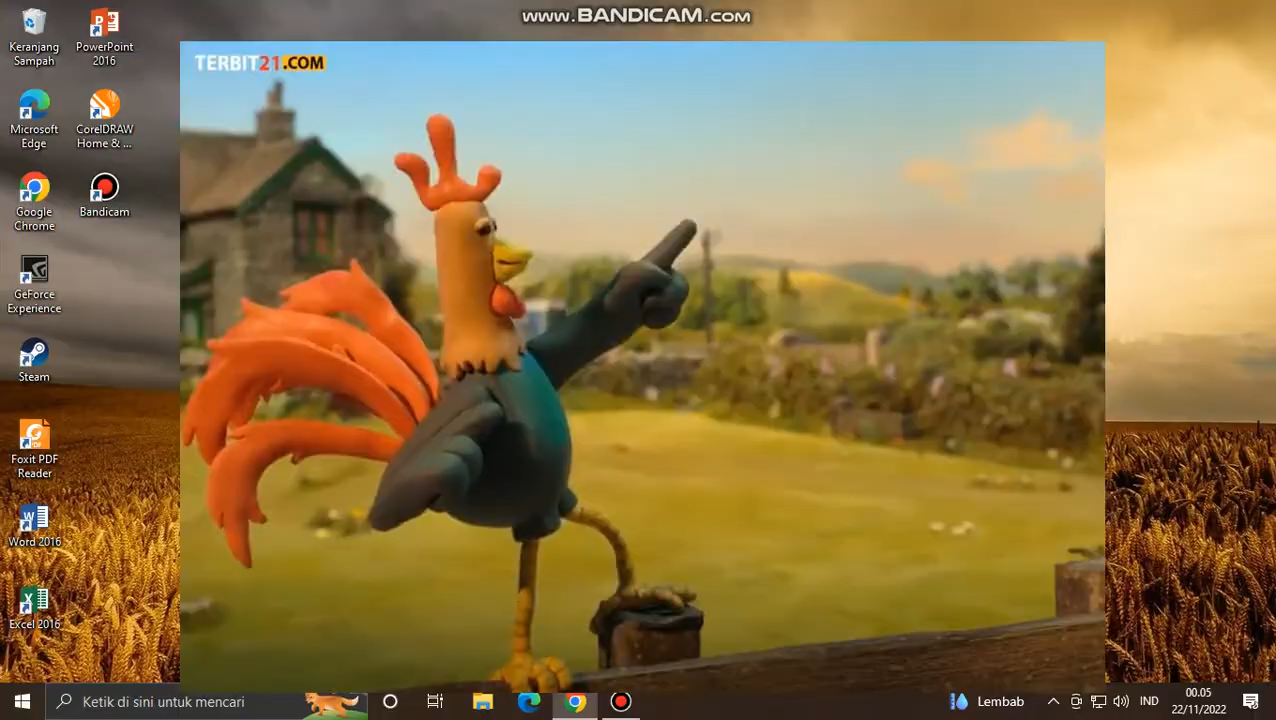 WWW.BANDICAM.COM
TERBIT21.COM
Keranjang
Sampah
PowerPoint
2016
Microsoft
Edge
CorelDRAW
Home & ...
Google
Chrome
Bandicam
GeForce
Experience
Steam
Foxit PDF
Reader
Word 2016
Excel 2016
Ketik di sini untuk mencari
Lembab
IND
00.05
22/11/2022